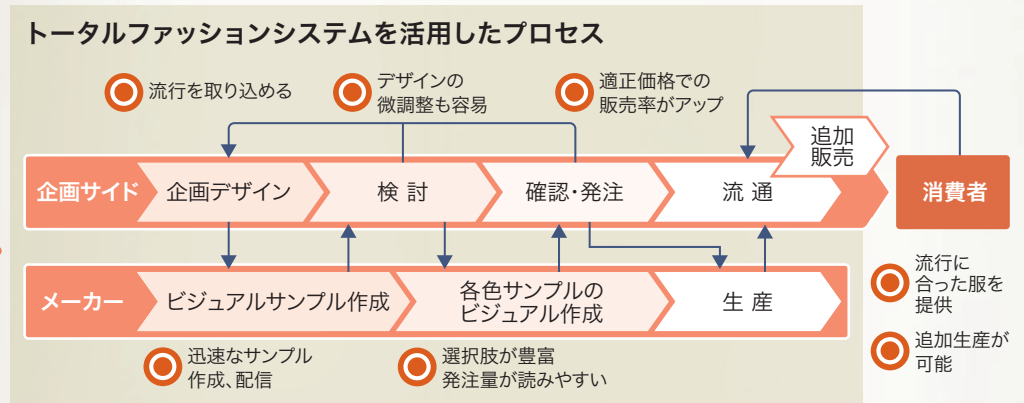 トータルファッションシステムを活用したプロセス
流行を取り込める
デザインの
微調整も容易
適正価格での
販売率がアップ
追加
販売
企画サイド
企画デザイン
検 討
確認・発注
流 通
消費者
メーカー
ビジュアルサンプル作成
各色サンプルの
ビジュアル作成
生 産
流行に
合った服を
提供
追加生産が
可能
迅速なサンプル
作成、配信
選択肢が豊富
発注量が読みやすい